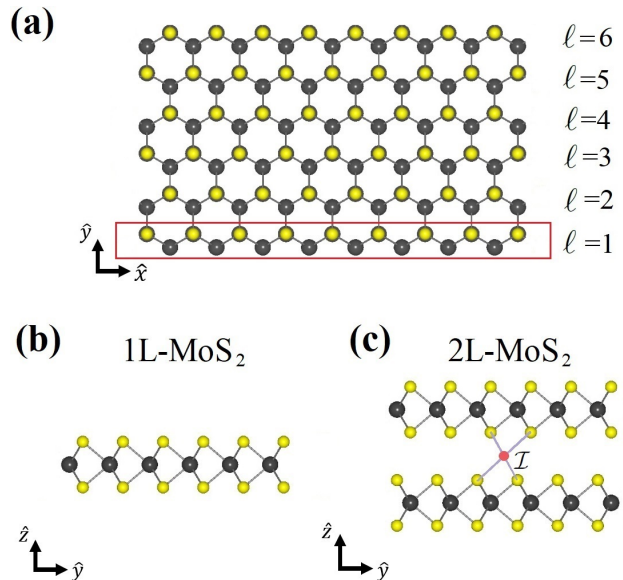 (a)
ℓ=6
ℓ=5
ℓ=4
ℓ=3
ℓ=2
ℓ=1
ŷ
x̂
(b)
1L-MoS₂
(c)
2L-MoS₂
ℐ
ẑ
ŷ
ẑ
ŷ